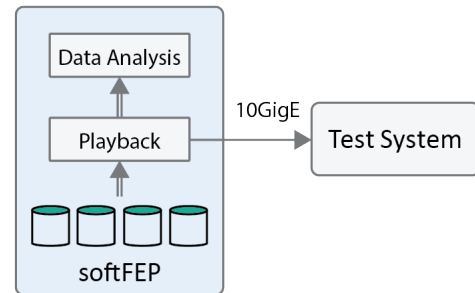 Data Analysis
10GigE
Playback
Test System
softFEP